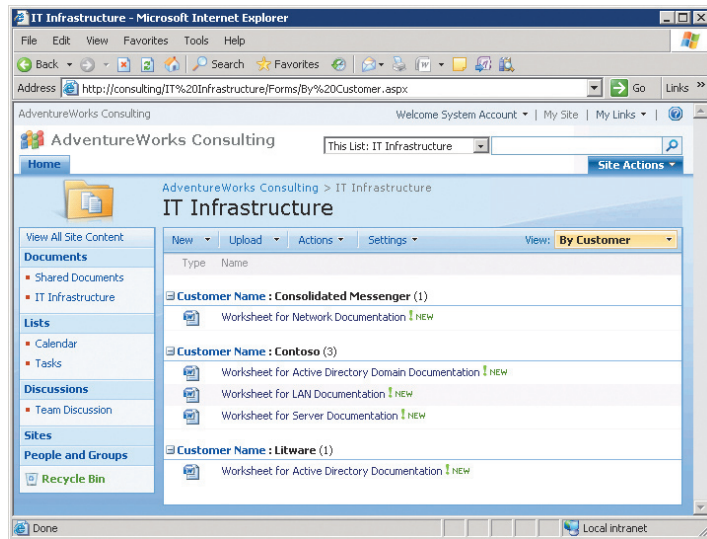 IT Infrastructure - Microsoft Internet Explorer
File Edit View Favorites Tools Help
Back Search Favorites
Address http://consulting/IT%20Infrastructure/Forms/By%20Customer.aspx Go Links »
AdventureWorks Consulting Welcome System Account | My Site | My Links |
AdventureWorks Consulting This List: IT Infrastructure
Home Site Actions
AdventureWorks Consulting > IT Infrastructure
IT Infrastructure
View All Site Content
Documents
Shared Documents
IT Infrastructure
Lists
Calendar
Tasks
Discussions
Team Discussion
Sites
People and Groups
Recycle Bin
New Upload Actions Settings View: By Customer
Type Name
Customer Name : Consolidated Messenger (1)
Worksheet for Network Documentation ! NEW
Customer Name : Contoso (3)
Worksheet for Active Directory Domain Documentation ! NEW
Worksheet for LAN Documentation ! NEW
Worksheet for Server Documentation ! NEW
Customer Name : Litware (1)
Worksheet for Active Directory Documentation ! NEW
Done Local intranet